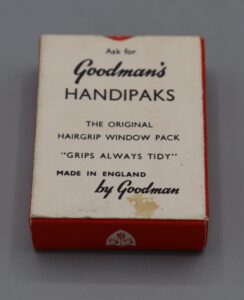 Ask for
Goodman's
HANDIPAKS
THE ORIGINAL
HAIRGRIP WINDOW PACK
"GRIPS ALWAYS TIDY"
MADE IN ENGLAND
by Goodman